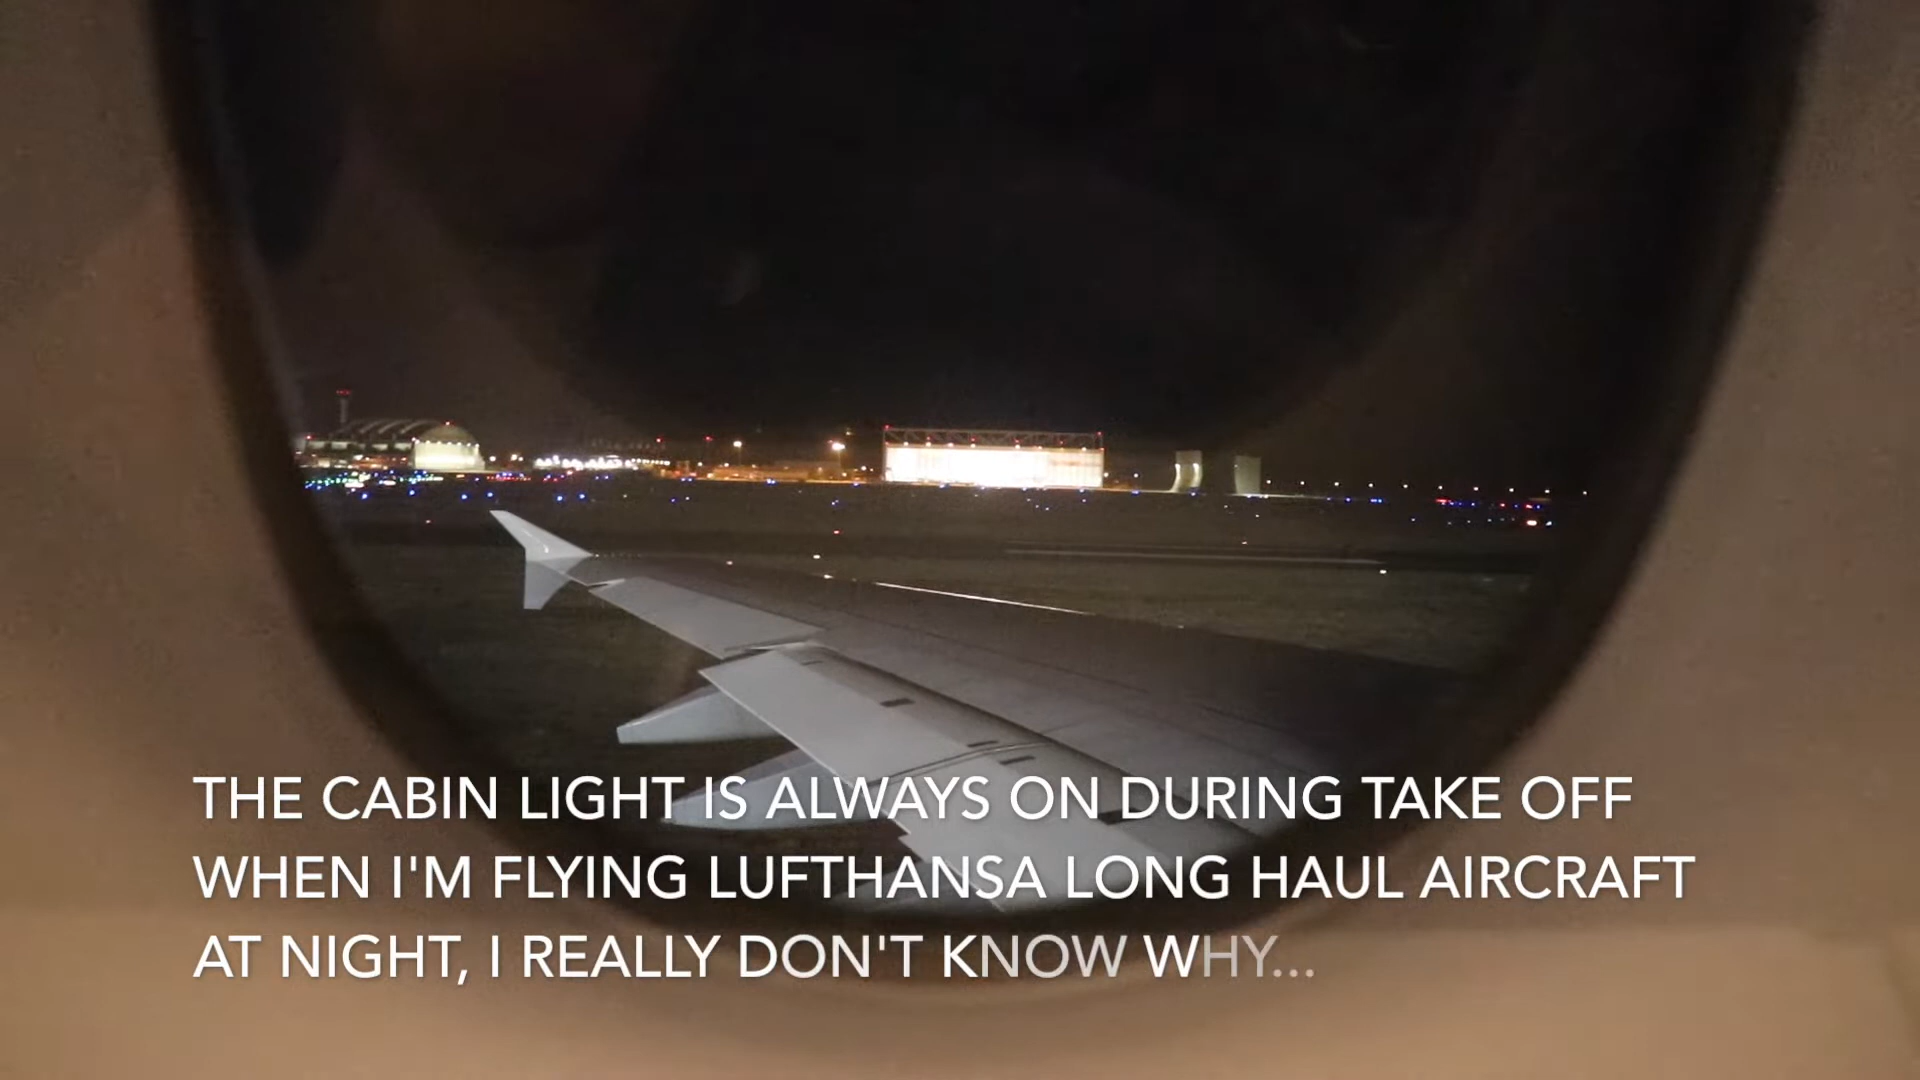 THE CABIN LIGHT IS ALWAYS ON DURING TAKE OFF
WHEN I'M FLYING LUFTHANSA LONG HAUL AIRCRAFT
AT NIGHT, I REALLY DON'T KNOW WHY...